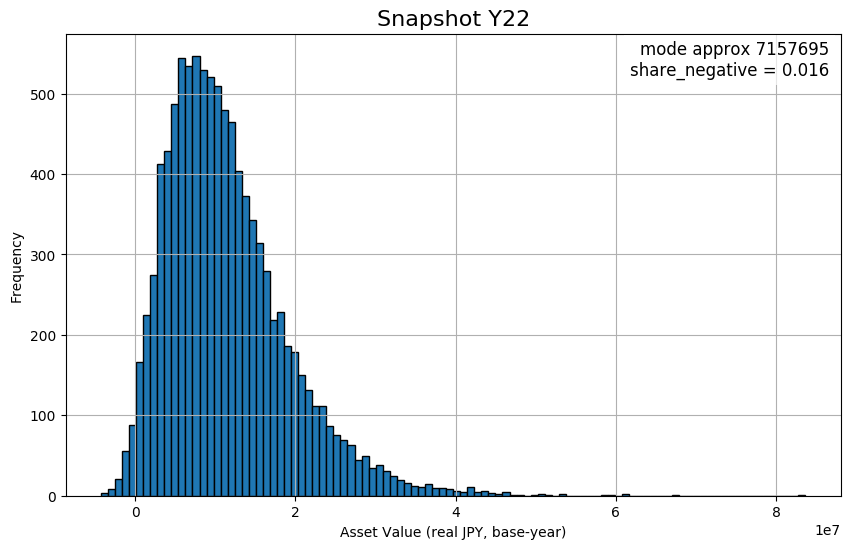 Snapshot Y22
mode approx 7157695
share_negative = 0.016
Frequency
500
400
300
200
100
0
0 2 4 6 8
1e7
Asset Value (real JPY, base-year)